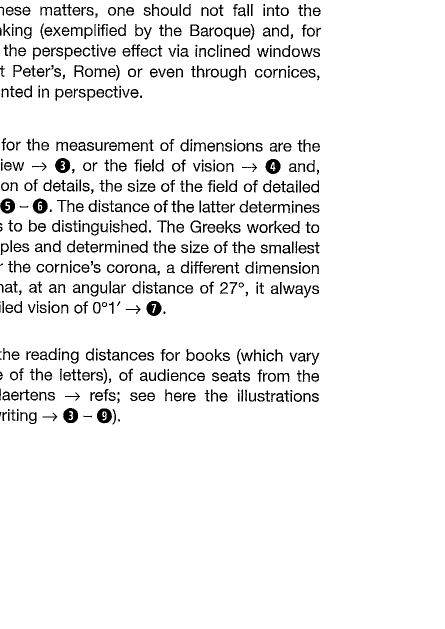 hese matters, one should not fall into the
king (exemplified by the Baroque) and, for
the perspective effect via inclined windows
t Peter's, Rome) or even through cornices,
nted in perspective.
for the measurement of dimensions are the
iew → ❸, or the field of vision → ❹ and,
on of details, the size of the field of detailed
❺ – ❻. The distance of the latter determines
s to be distinguished. The Greeks worked to
ples and determined the size of the smallest
r the cornice's corona, a different dimension
hat, at an angular distance of 27°, it always
iled vision of 0°1′ → ❼.
the reading distances for books (which vary
e of the letters), of audience seats from the
laertens → refs; see here the illustrations
writing → ❸ – ❾).